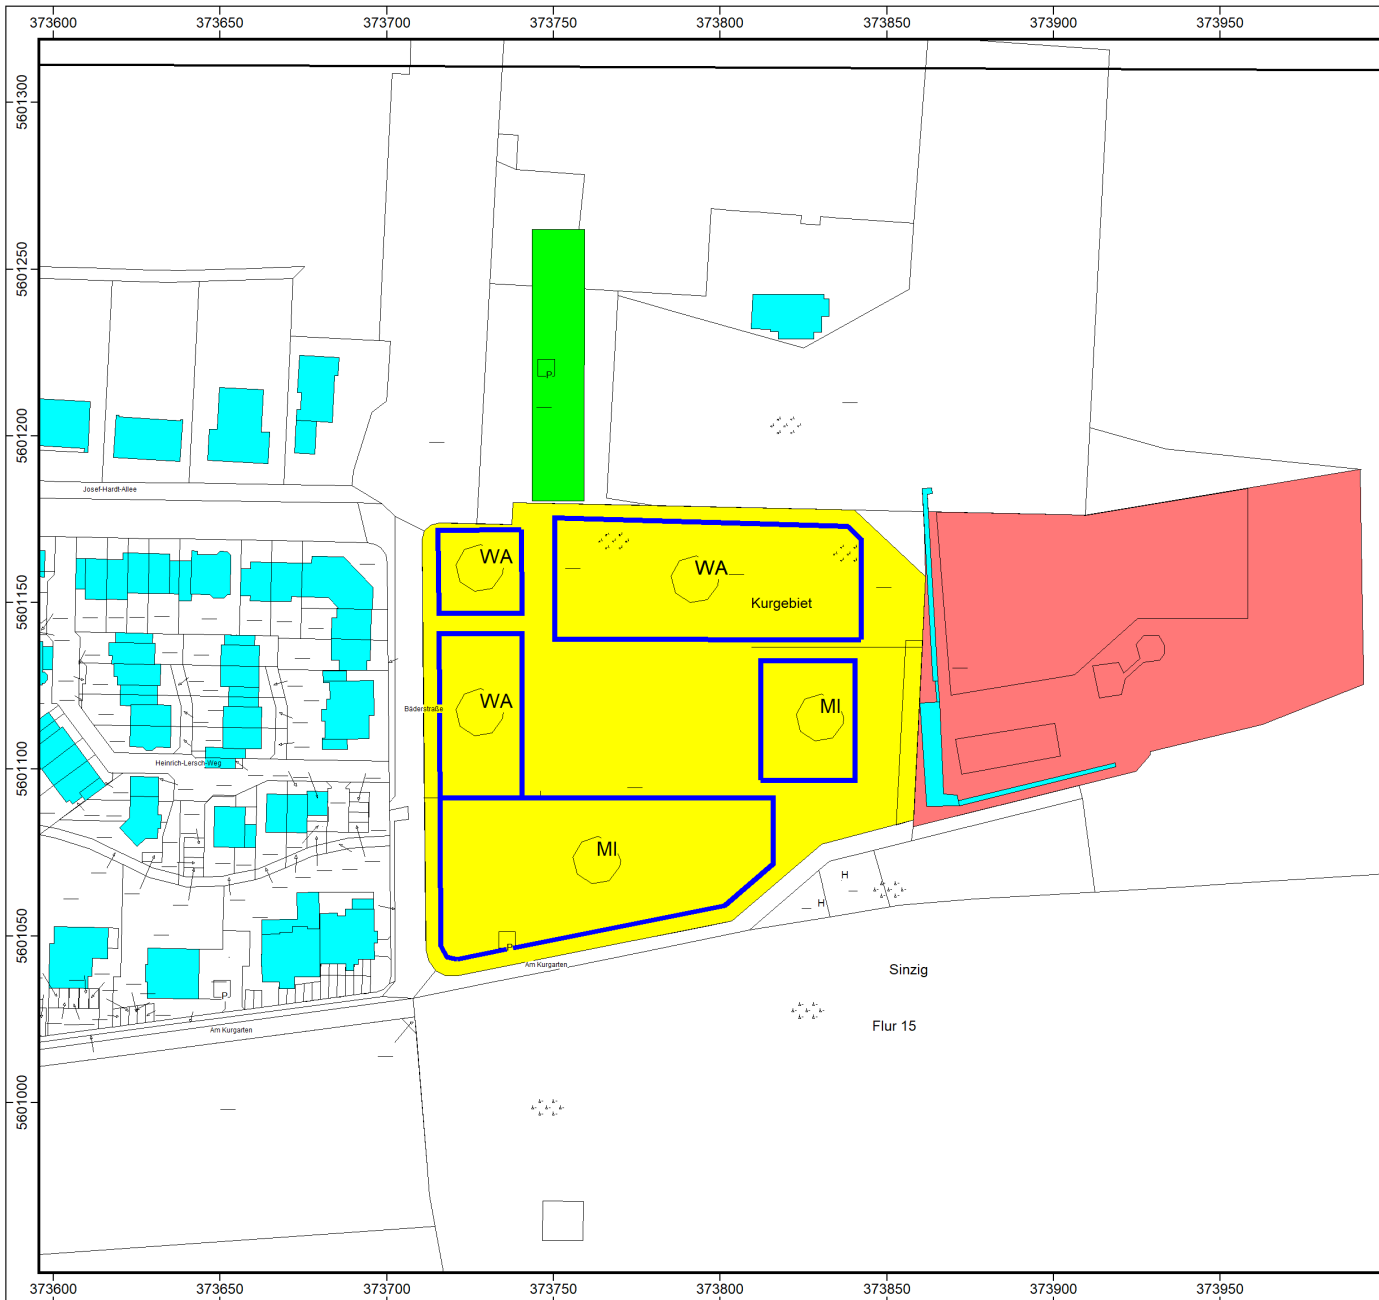 373600 373650 373700 373750 373800 373850 373900 373950
5601300
5601250
P
5601200
Josef-Hardt-Allee
WA WA
5601150
Kurgebiet
WA MI
Bäderstraße
5601100
Heinrich-Lersch-Weg
MI
H
H
5601050
P
Am Kurgarten
Sinzig
P
Flur 15
Am Kurgarten
5601000
373600 373650 373700 373750 373800 373850 373900 373950